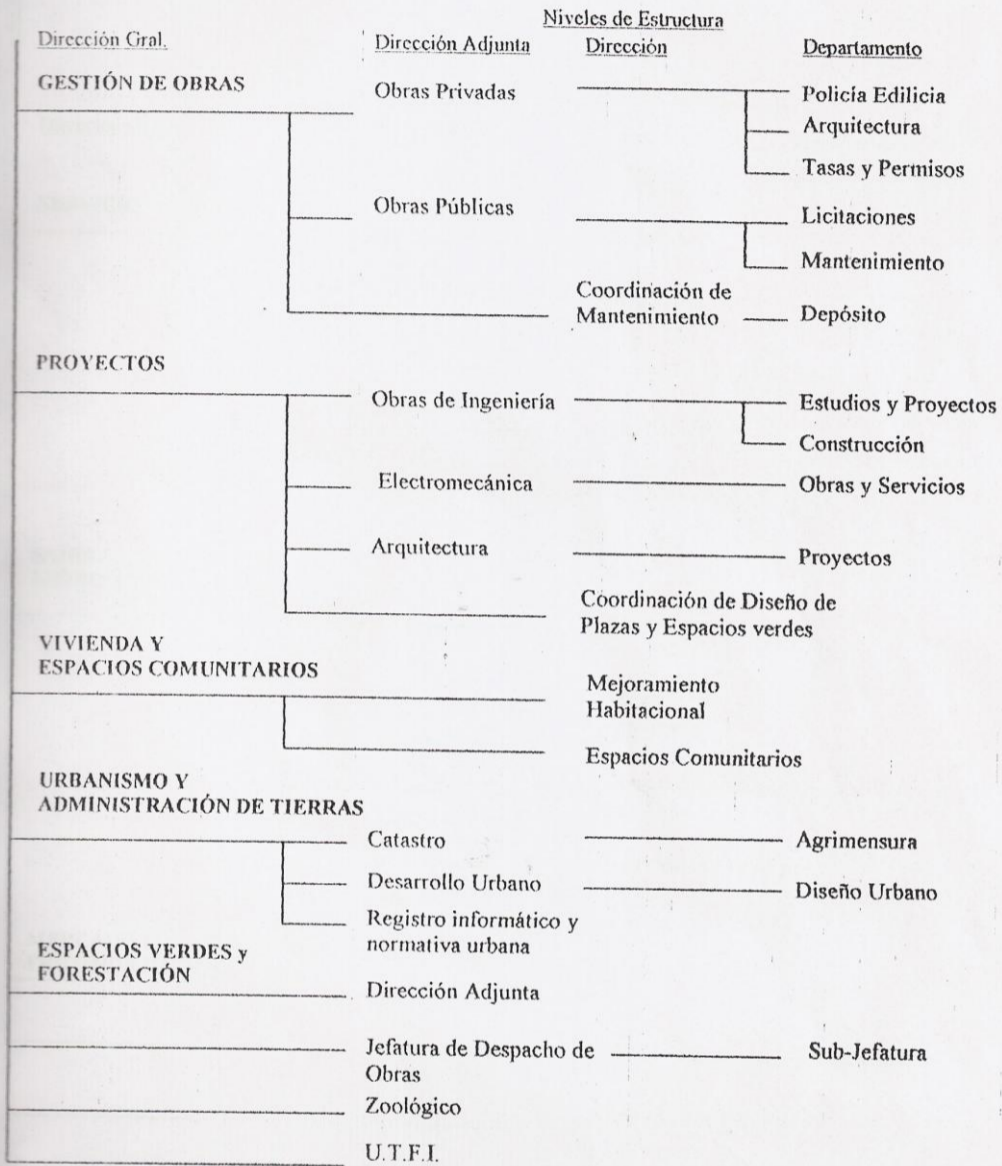 Niveles de Estructura
Dirección Gral. Dirección Adjunta Dirección Departamento
GESTIÓN DE OBRAS
Obras Privadas Policía Edilicia
Arquitectura
Tasas y Permisos
Obras Públicas Licitaciones
Mantenimiento
Coordinación de
Mantenimiento Depósito
PROYECTOS
Obras de Ingeniería Estudios y Proyectos
Construcción
Electromecánica Obras y Servicios
Arquitectura Proyectos
Coordinación de Diseño de
Plazas y Espacios verdes
VIVIENDA Y
ESPACIOS COMUNITARIOS
Mejoramiento
Habitacional
Espacios Comunitarios
URBANISMO Y
ADMINISTRACIÓN DE TIERRAS
Catastro Agrimensura
Desarrollo Urbano Diseño Urbano
Registro informático y
normativa urbana
ESPACIOS VERDES y
FORESTACIÓN
Dirección Adjunta
Jefatura de Despacho de Sub-Jefatura
Obras
Zoológico
U.T.F.I.